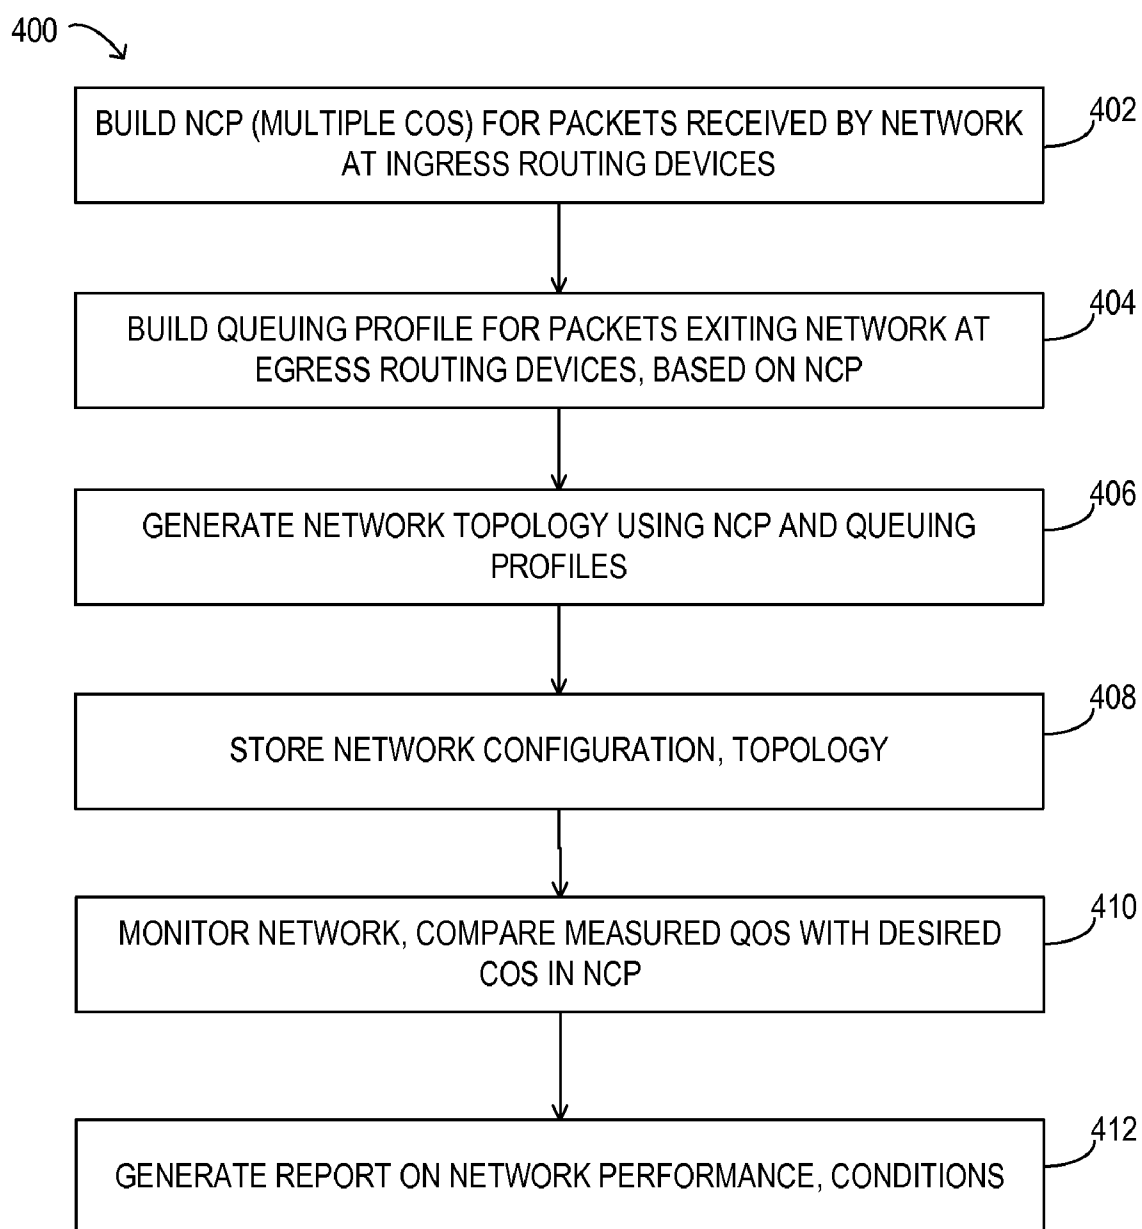 400
BUILD NCP (MULTIPLE COS) FOR PACKETS RECEIVED BY NETWORK
AT INGRESS ROUTING DEVICES
402
BUILD QUEUING PROFILE FOR PACKETS EXITING NETWORK AT
EGRESS ROUTING DEVICES, BASED ON NCP
404
GENERATE NETWORK TOPOLOGY USING NCP AND QUEUING
PROFILES
406
STORE NETWORK CONFIGURATION, TOPOLOGY
408
MONITOR NETWORK, COMPARE MEASURED QOS WITH DESIRED
COS IN NCP
410
GENERATE REPORT ON NETWORK PERFORMANCE, CONDITIONS
412